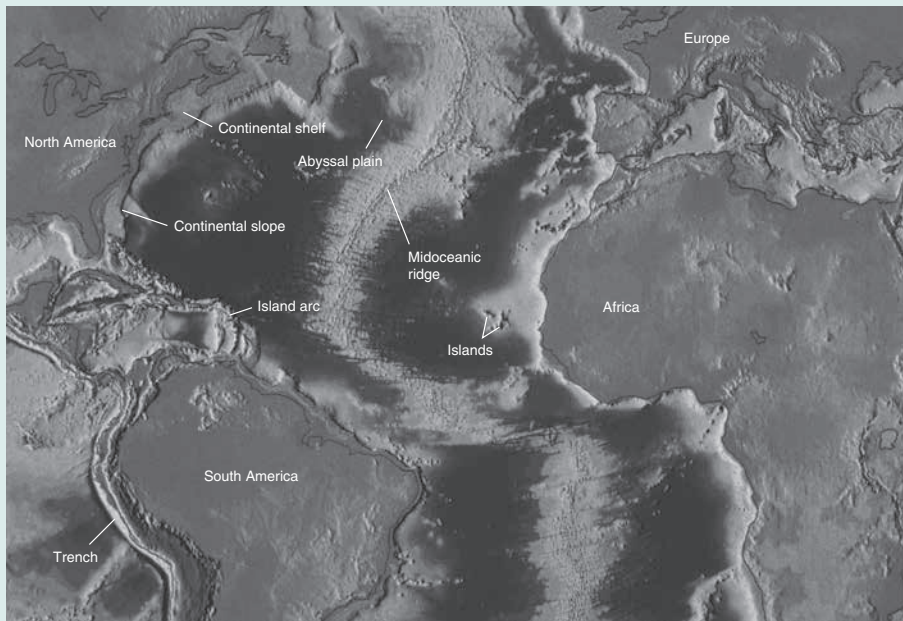 Europe
North America
Continental shelf
Abyssal plain
Continental slope
Midoceanic
ridge
Island arc
Africa
Islands
South America
Trench